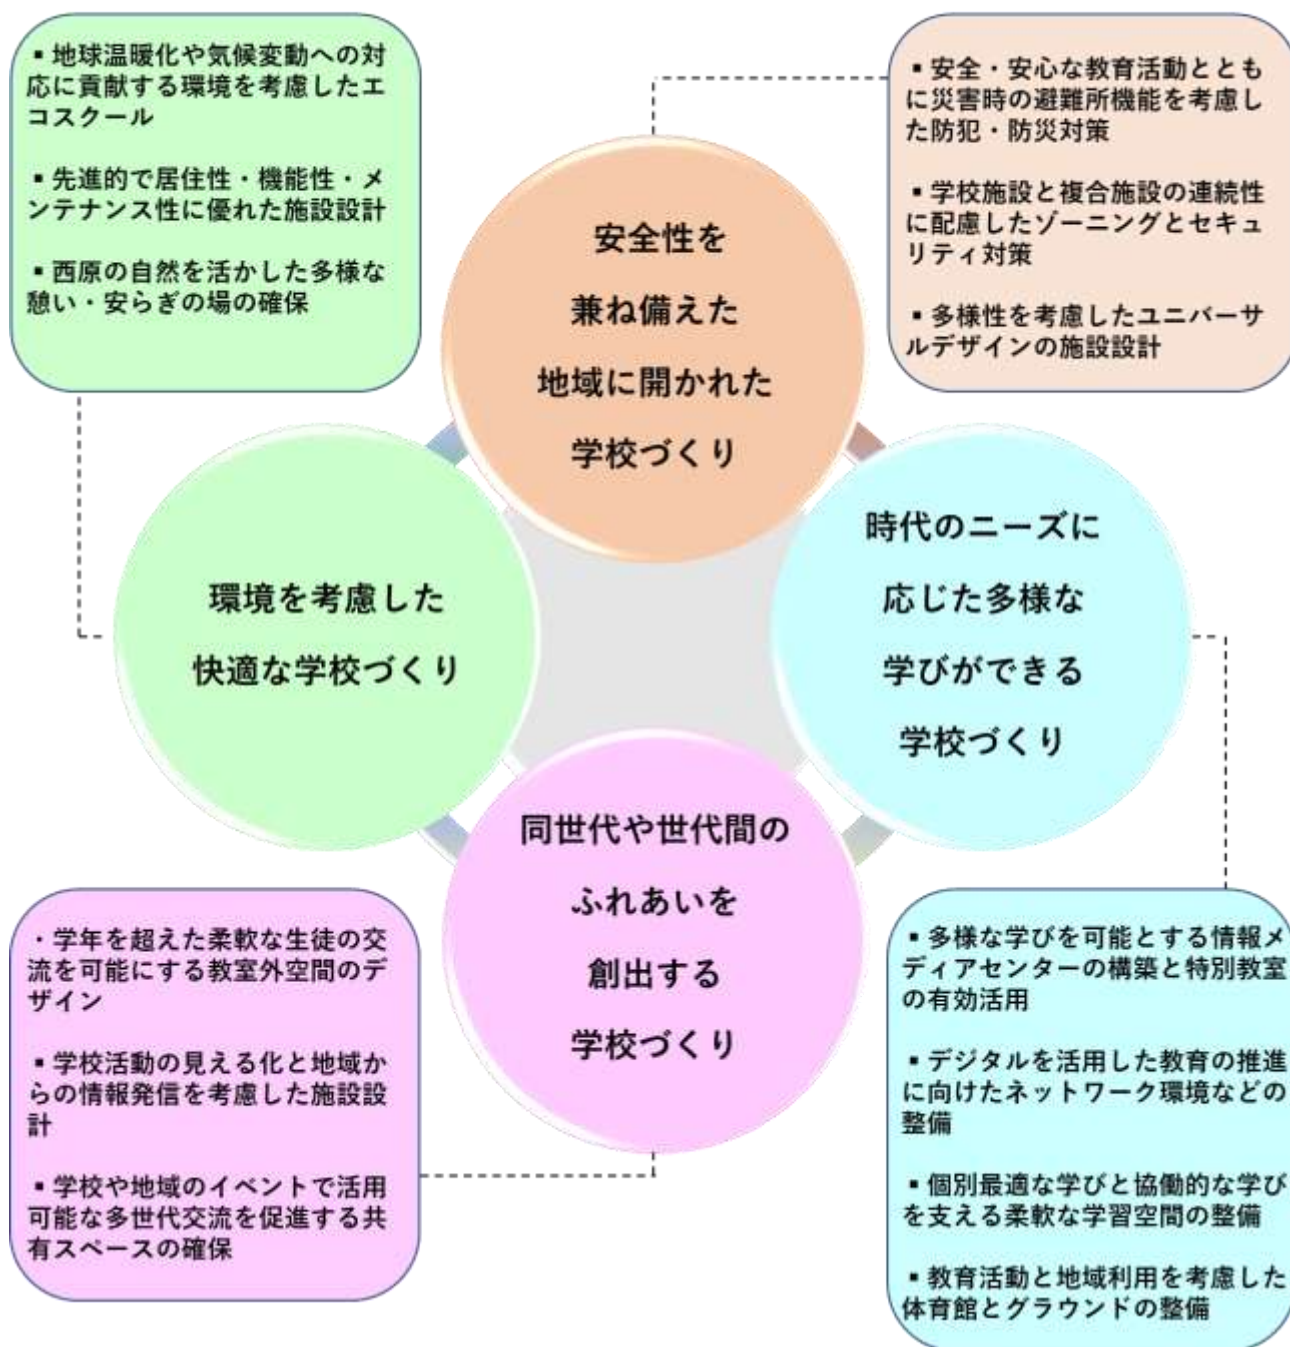 ▪地球温暖化や気候変動への対
応に貢献する環境を考慮したエ
コスクール
▪先進的で居住性・機能性・メ
ンテナンス性に優れた施設設計
▪西原の自然を活かした多様な
憩い・安らぎの場の確保
▪安全・安心な教育活動ととも
に災害時の避難所機能を考慮し
た防犯・防災対策
▪学校施設と複合施設の連続性
に配慮したゾーニングとセキュ
リティ対策
▪多様性を考慮したユニバーサ
ルデザインの施設設計
安全性を
兼ね備えた
地域に開かれた
学校づくり
環境を考慮した
快適な学校づくり
時代のニーズに
応じた多様な
学びができる
学校づくり
同世代や世代間の
ふれあいを
創出する
学校づくり
・学年を超えた柔軟な生徒の交
流を可能にする教室外空間のデ
ザイン
▪学校活動の見える化と地域か
らの情報発信を考慮した施設設
計
▪学校や地域のイベントで活用
可能な多世代交流を促進する共
有スペースの確保
▪多様な学びを可能とする情報メ
ディアセンターの構築と特別教室
の有効活用
▪デジタルを活用した教育の推進
に向けたネットワーク環境などの
整備
▪個別最適な学びと協働的な学び
を支える柔軟な学習空間の整備
▪教育活動と地域利用を考慮した
体育館とグラウンドの整備